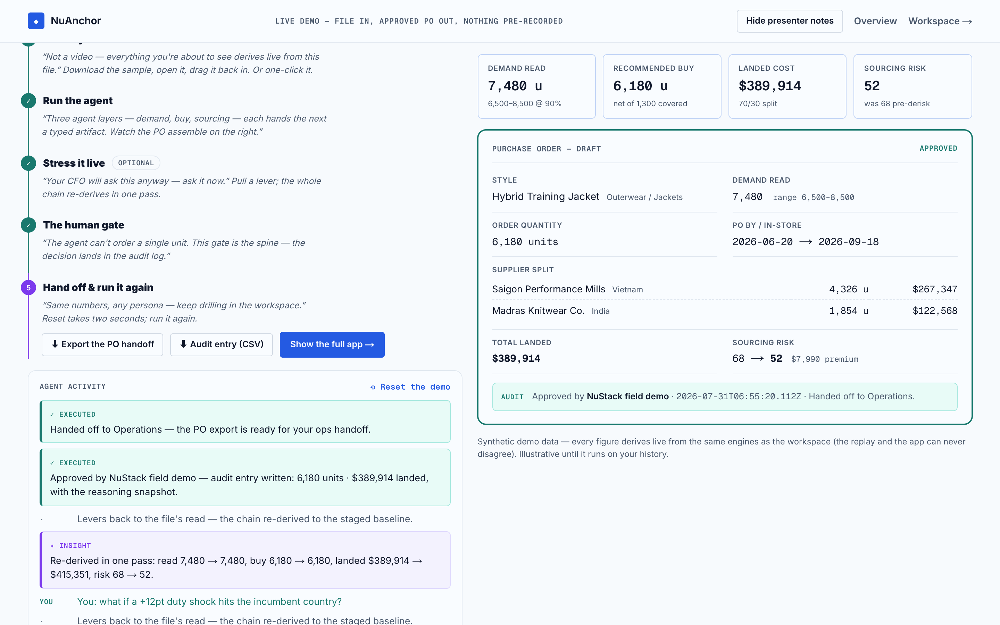 NuAnchor
LIVE DEMO — FILE IN, APPROVED PO OUT, NOTHING PRE-RECORDED
Hide presenter notes
Overview
Workspace →
“Not a video — everything you're about to see derives live from this
file.” Download the sample, open it, drag it back in. Or one-click it.
✓ Run the agent
“Three agent layers — demand, buy, sourcing — each hands the next
a typed artifact. Watch the PO assemble on the right.”
✓ Stress it live OPTIONAL
“Your CFO will ask this anyway — ask it now.” Pull a lever; the whole
chain re-derives in one pass.
✓ The human gate
“The agent can't order a single unit. This gate is the spine — the
decision lands in the audit log.”
5 Hand off & run it again
“Same numbers, any persona — keep drilling in the workspace.”
Reset takes two seconds; run it again.
⬇ Export the PO handoff
⬇ Audit entry (CSV)
Show the full app →
AGENT ACTIVITY
⟲ Reset the demo
✓ EXECUTED
Handed off to Operations — the PO export is ready for your ops handoff.
✓ EXECUTED
Approved by NuStack field demo — audit entry written: 6,180 units · $389,914 landed,
with the reasoning snapshot.
· Levers back to the file's read — the chain re-derived to the staged baseline.
✦ INSIGHT
Re-derived in one pass: read 7,480 → 7,480, buy 6,180 → 6,180, landed $389,914 →
$415,351, risk 68 → 52.
YOU You: what if a +12pt duty shock hits the incumbent country?
· Levers back to the file's read — the chain re-derived to the staged baseline.
DEMAND READ
7,480 u
6,500–8,500 @ 90%
RECOMMENDED BUY
6,180 u
net of 1,300 covered
LANDED COST
$389,914
70/30 split
SOURCING RISK
52
was 68 pre-derisk
PURCHASE ORDER — DRAFT
APPROVED
STYLE
Hybrid Training Jacket Outerwear / Jackets
DEMAND READ
7,480 range 6,500–8,500
ORDER QUANTITY
6,180 units
PO BY / IN-STORE
2026-06-20 → 2026-09-18
SUPPLIER SPLIT
Saigon Performance Mills Vietnam 4,326 u $267,347
Madras Knitwear Co. India 1,854 u $122,568
TOTAL LANDED
$389,914
SOURCING RISK
68 → 52 $7,990 premium
AUDIT Approved by NuStack field demo · 2026-07-31T06:55:20.112Z · Handed off to Operations.
Synthetic demo data — every figure derives live from the same engines as the workspace (the replay and the app can never
disagree). Illustrative until it runs on your history.